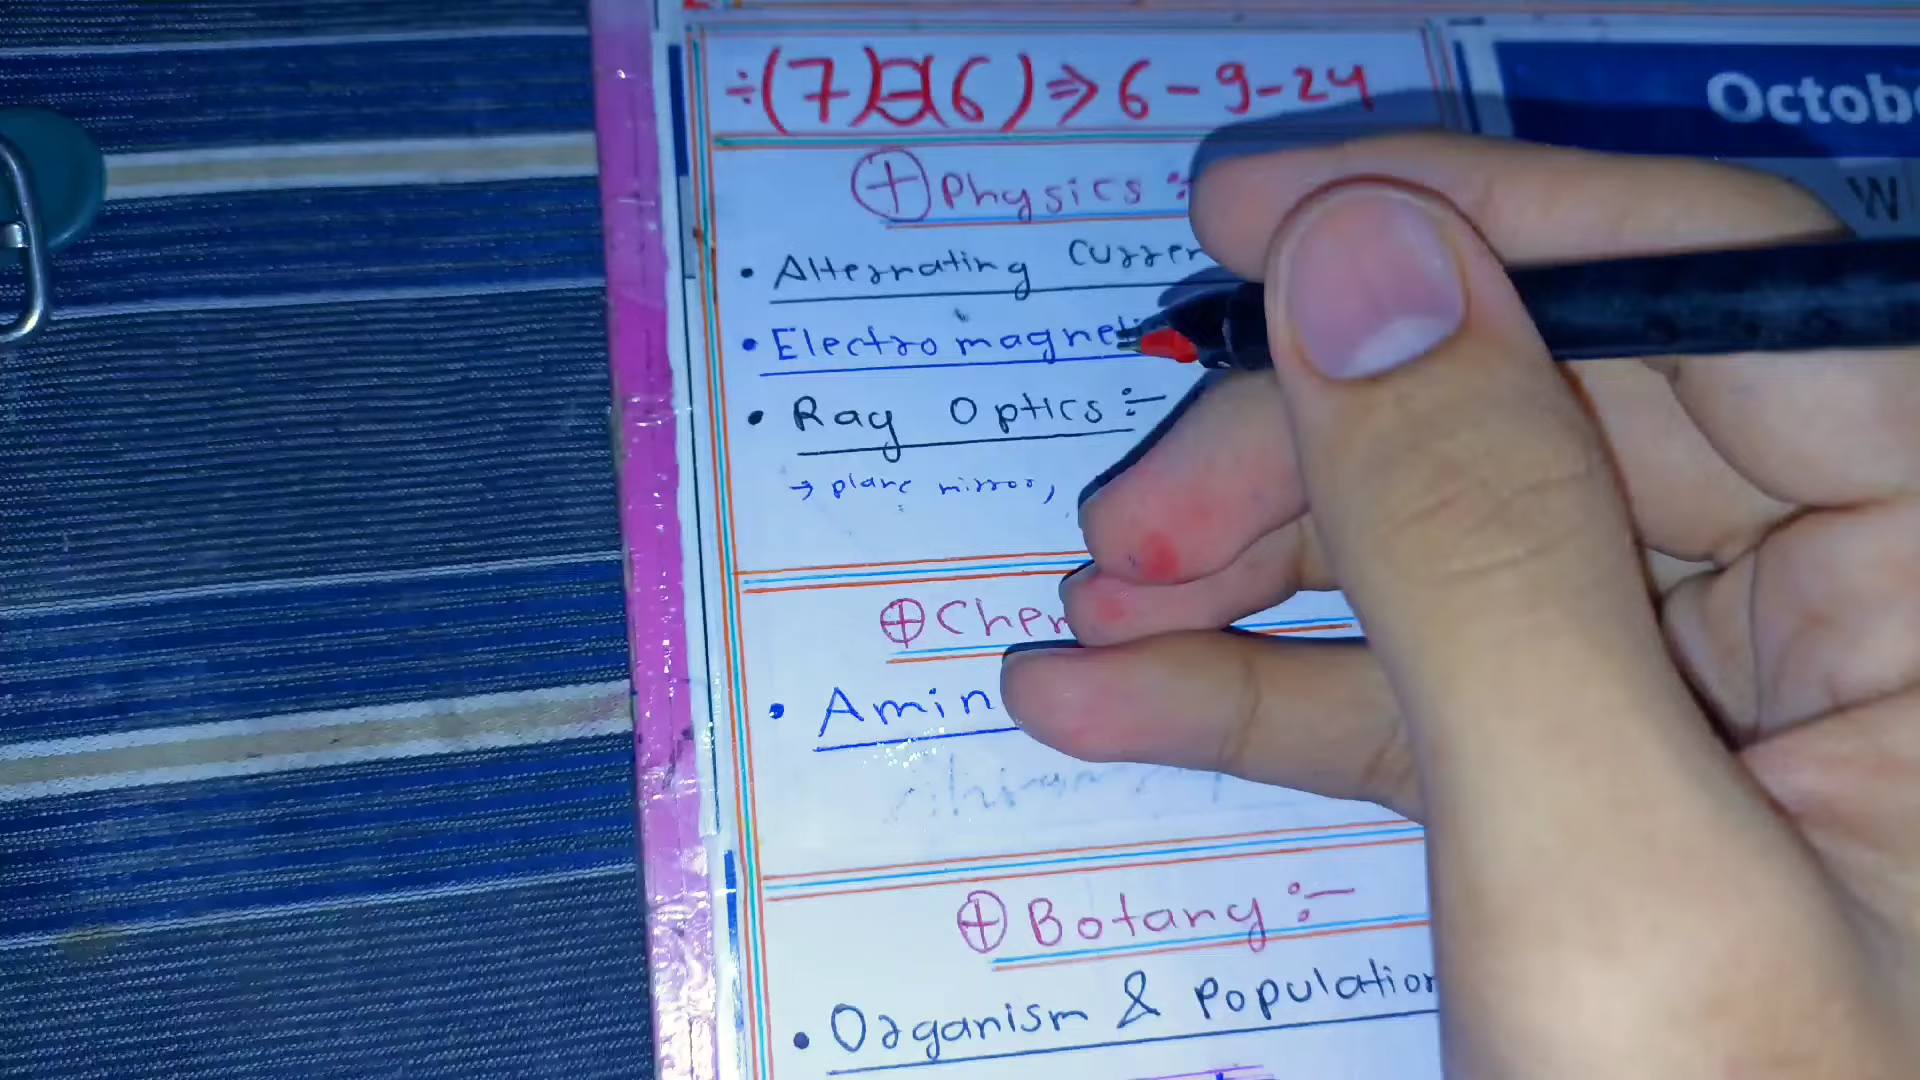 ÷(7)⊟(6)⇒ 6-9-24
Octob
W
⊕ Physics :-
• Alternating Curren
• Electromagnet
• Ray Optics :-
→ plane mirror,
⊕ Chem
• Amin
⊕ Botany :-
• Organism & population